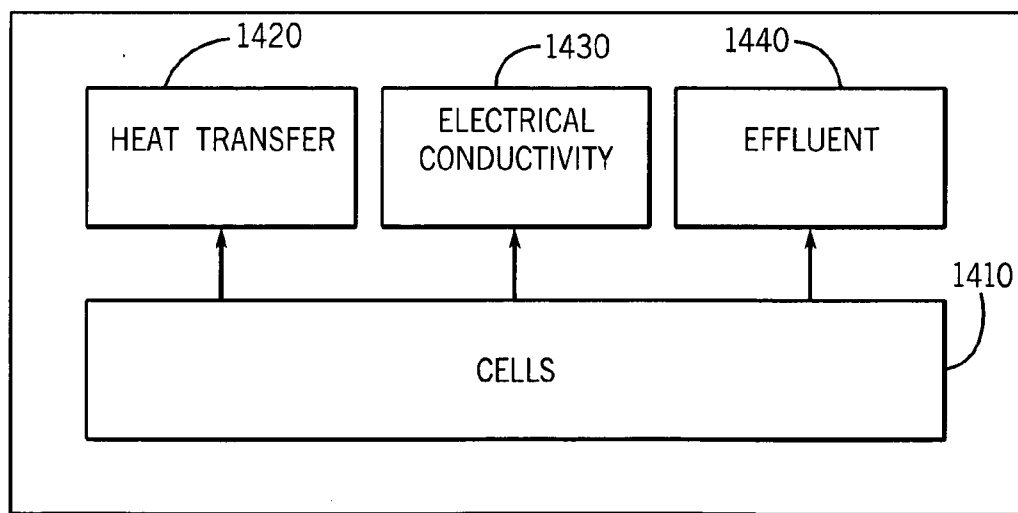 1420
1430
1440
HEAT TRANSFER
ELECTRICAL
CONDUCTIVITY
EFFLUENT
1410
CELLS